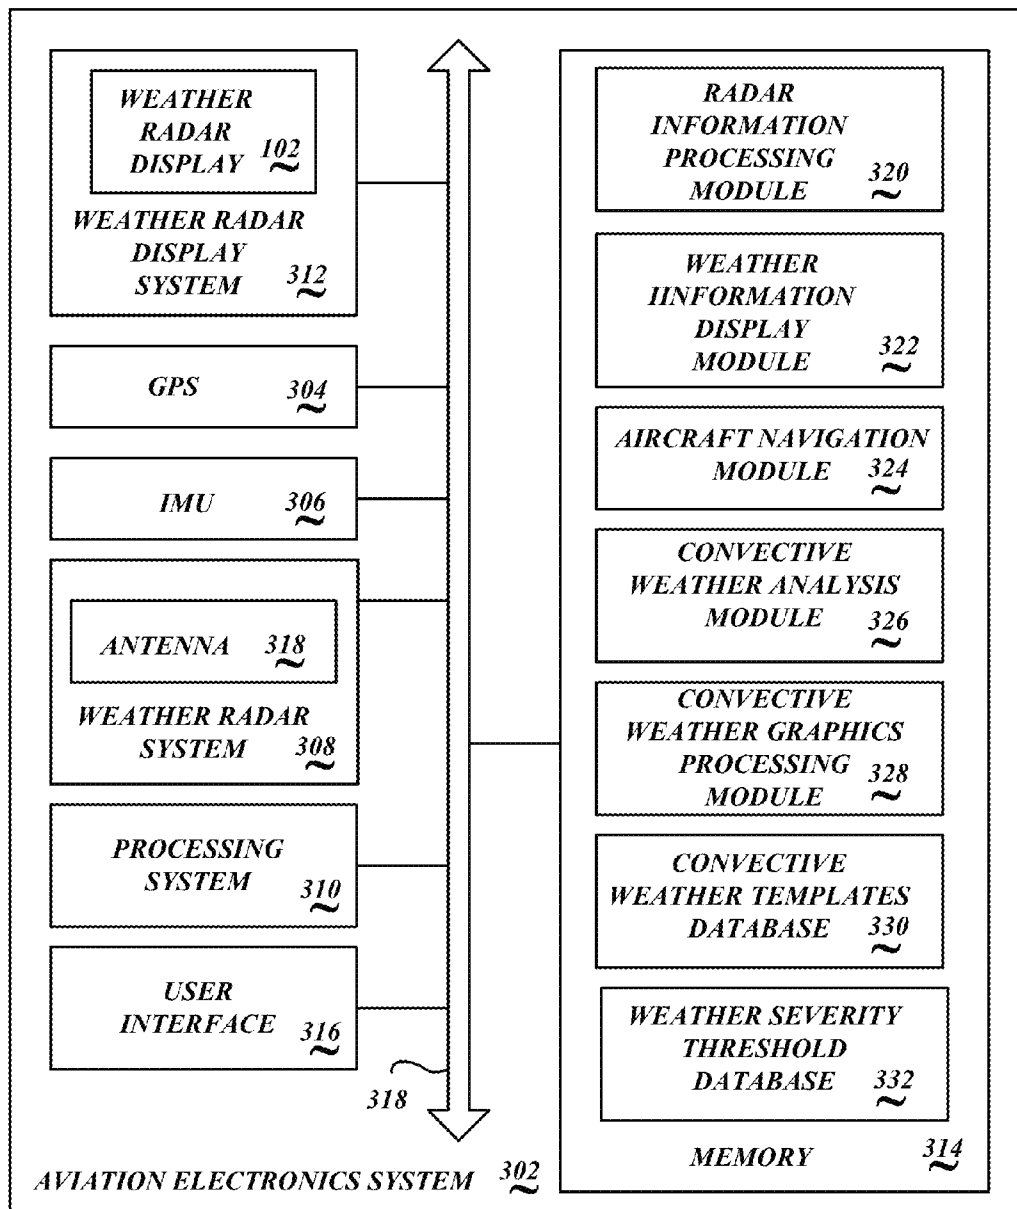 WEATHER
RADAR
DISPLAY 102
WEATHER RADAR
DISPLAY
SYSTEM 312
GPS 304
IMU 306
ANTENNA 318
WEATHER RADAR
SYSTEM 308
PROCESSING
SYSTEM 310
USER
INTERFACE 316
318
AVIATION ELECTRONICS SYSTEM 302
RADAR
INFORMATION
PROCESSING
MODULE 320
WEATHER
IINFORMATION
DISPLAY
MODULE 322
AIRCRAFT NAVIGATION
MODULE 324
CONVECTIVE
WEATHER ANALYSIS
MODULE 326
CONVECTIVE
WEATHER GRAPHICS
PROCESSING
MODULE 328
CONVECTIVE
WEATHER TEMPLATES
DATABASE 330
WEATHER SEVERITY
THRESHOLD
DATABASE 332
MEMORY 314